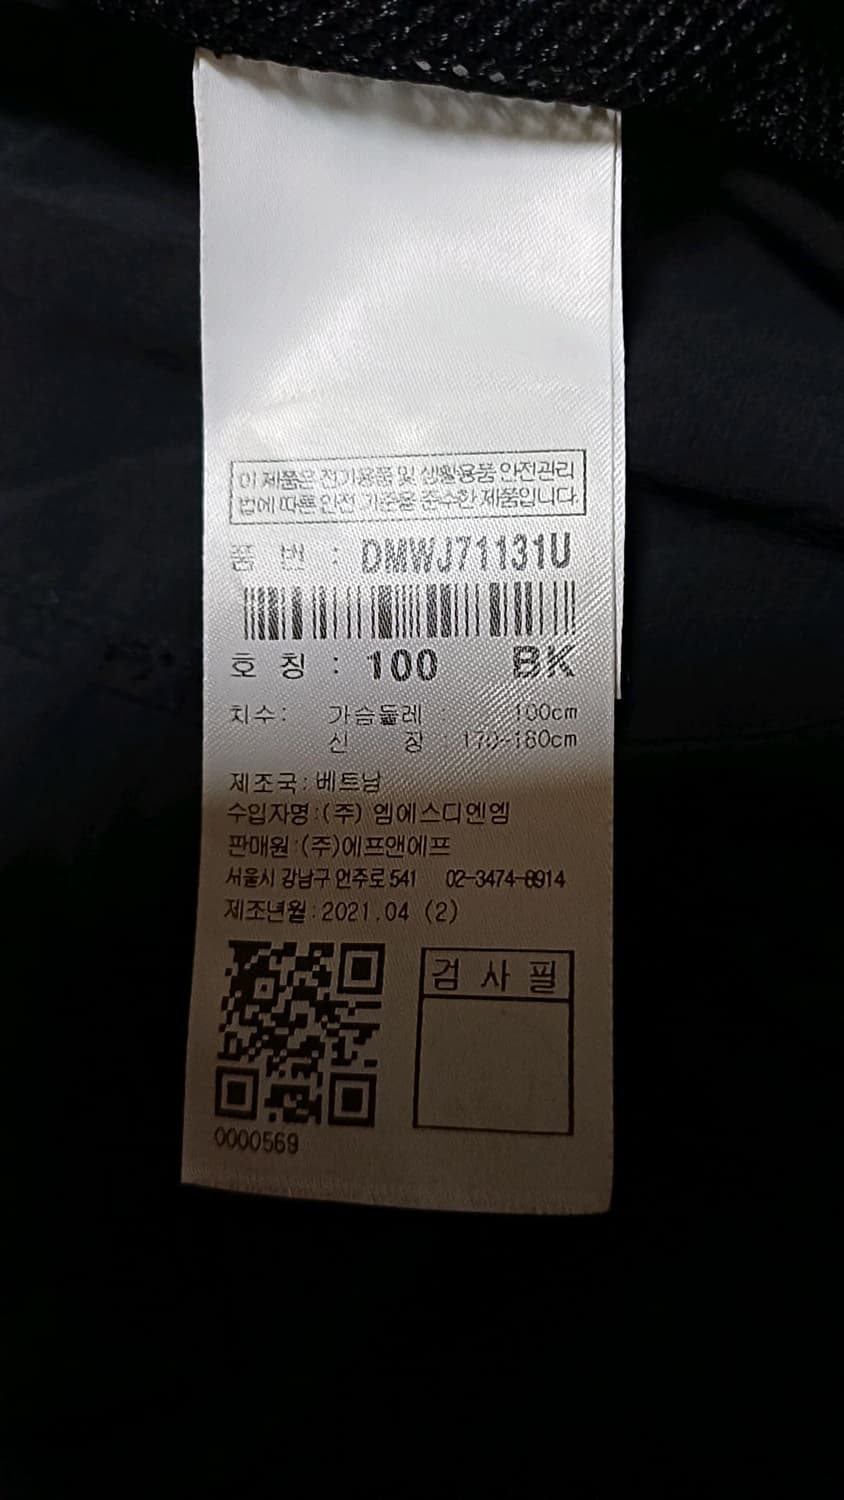 이 제품은 전기용품 및 생활용품 안전관리
법에 따른 안전 기준을 준수한 제품입니다.
품 번 : DMWJ71131U
호 칭 : 100 BK
치수: 가슴둘레 : 100cm
신 장 : 170-180cm
제조국:베트남
수입자명:(주) 엠에스디엔엠
판매원:(주)에프앤에프
서울시 강남구 언주로 541 02-3474-8914
제조년월:2021.04 (2)
검 사 필
0000569